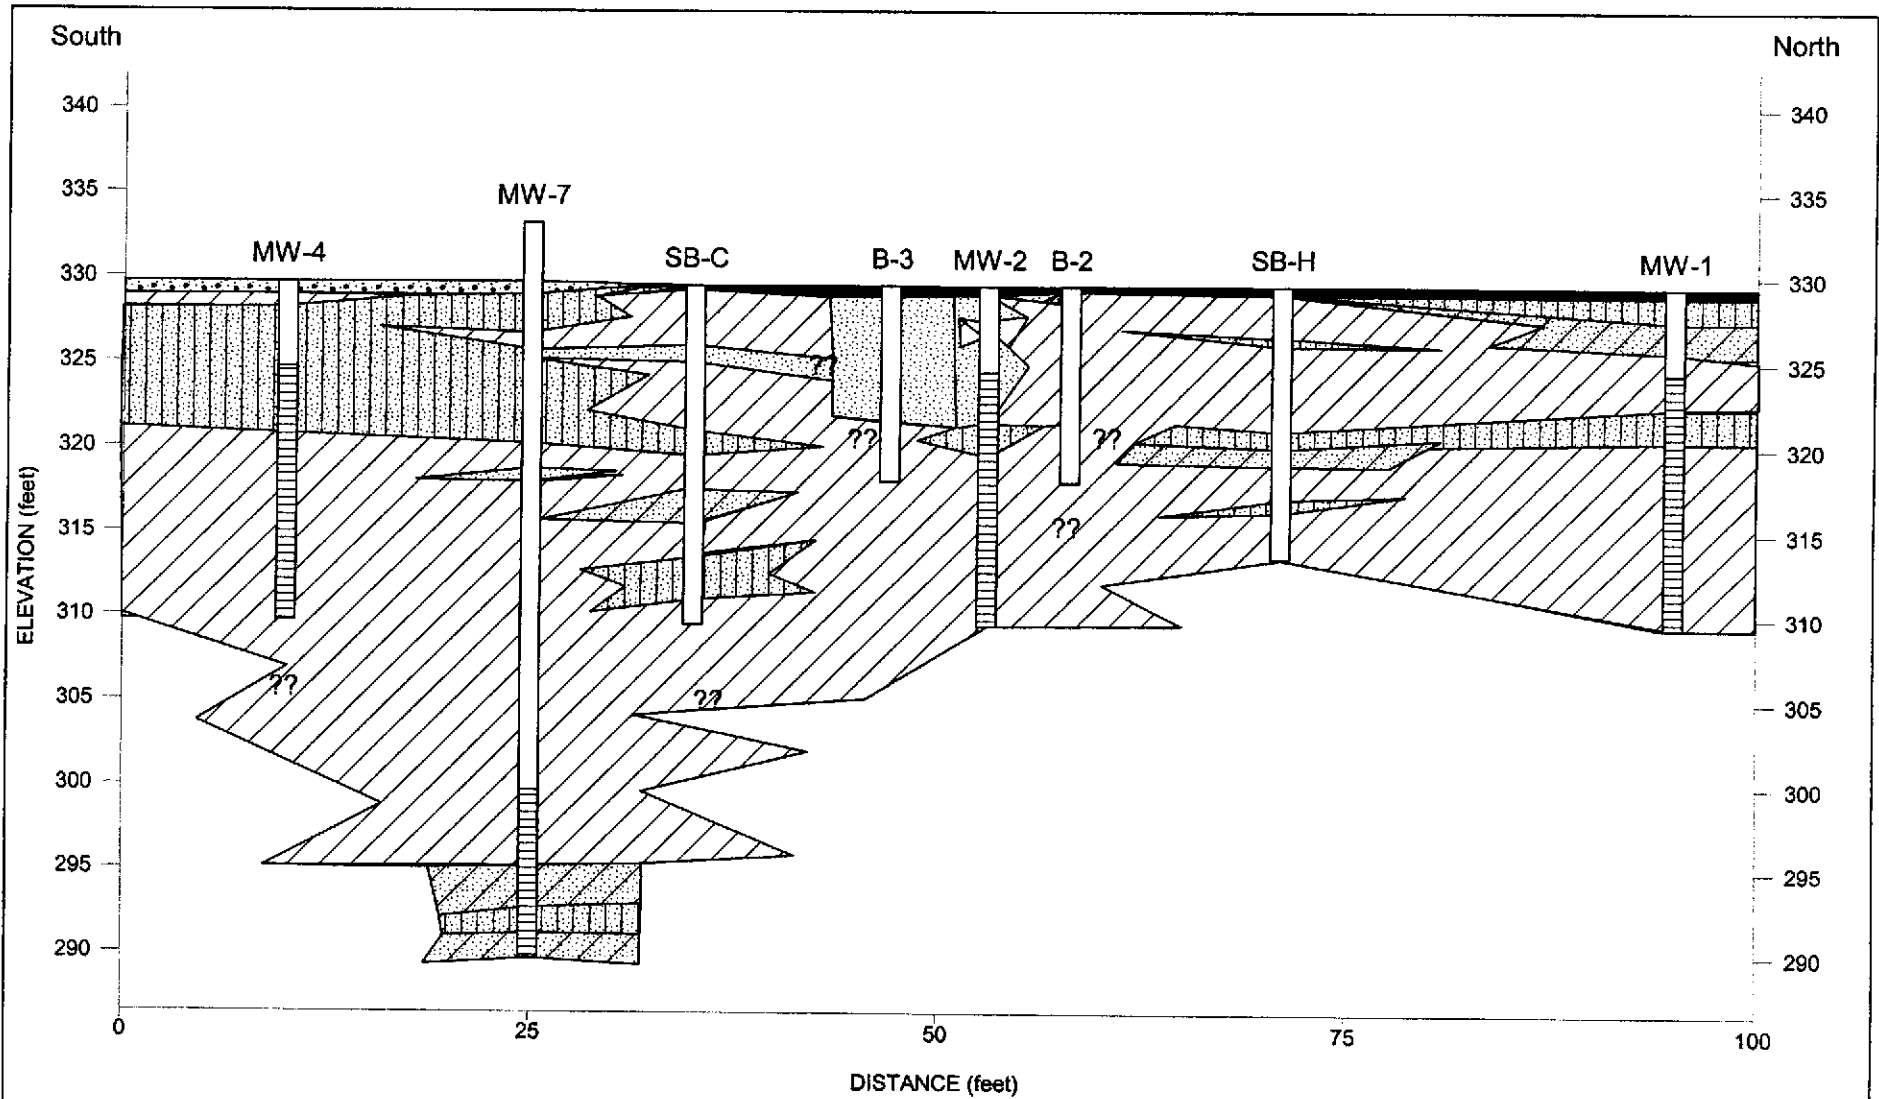 South
North
340
335
330
325
320
315
310
305
300
295
290
ELEVATION (feet)
MW-4
MW-7
SB-C
B-3
MW-2
B-2
SB-H
MW-1
??
??
??
??
??
??
340
335
330
325
320
315
310
305
300
295
290
0
25
50
75
100
DISTANCE (feet)